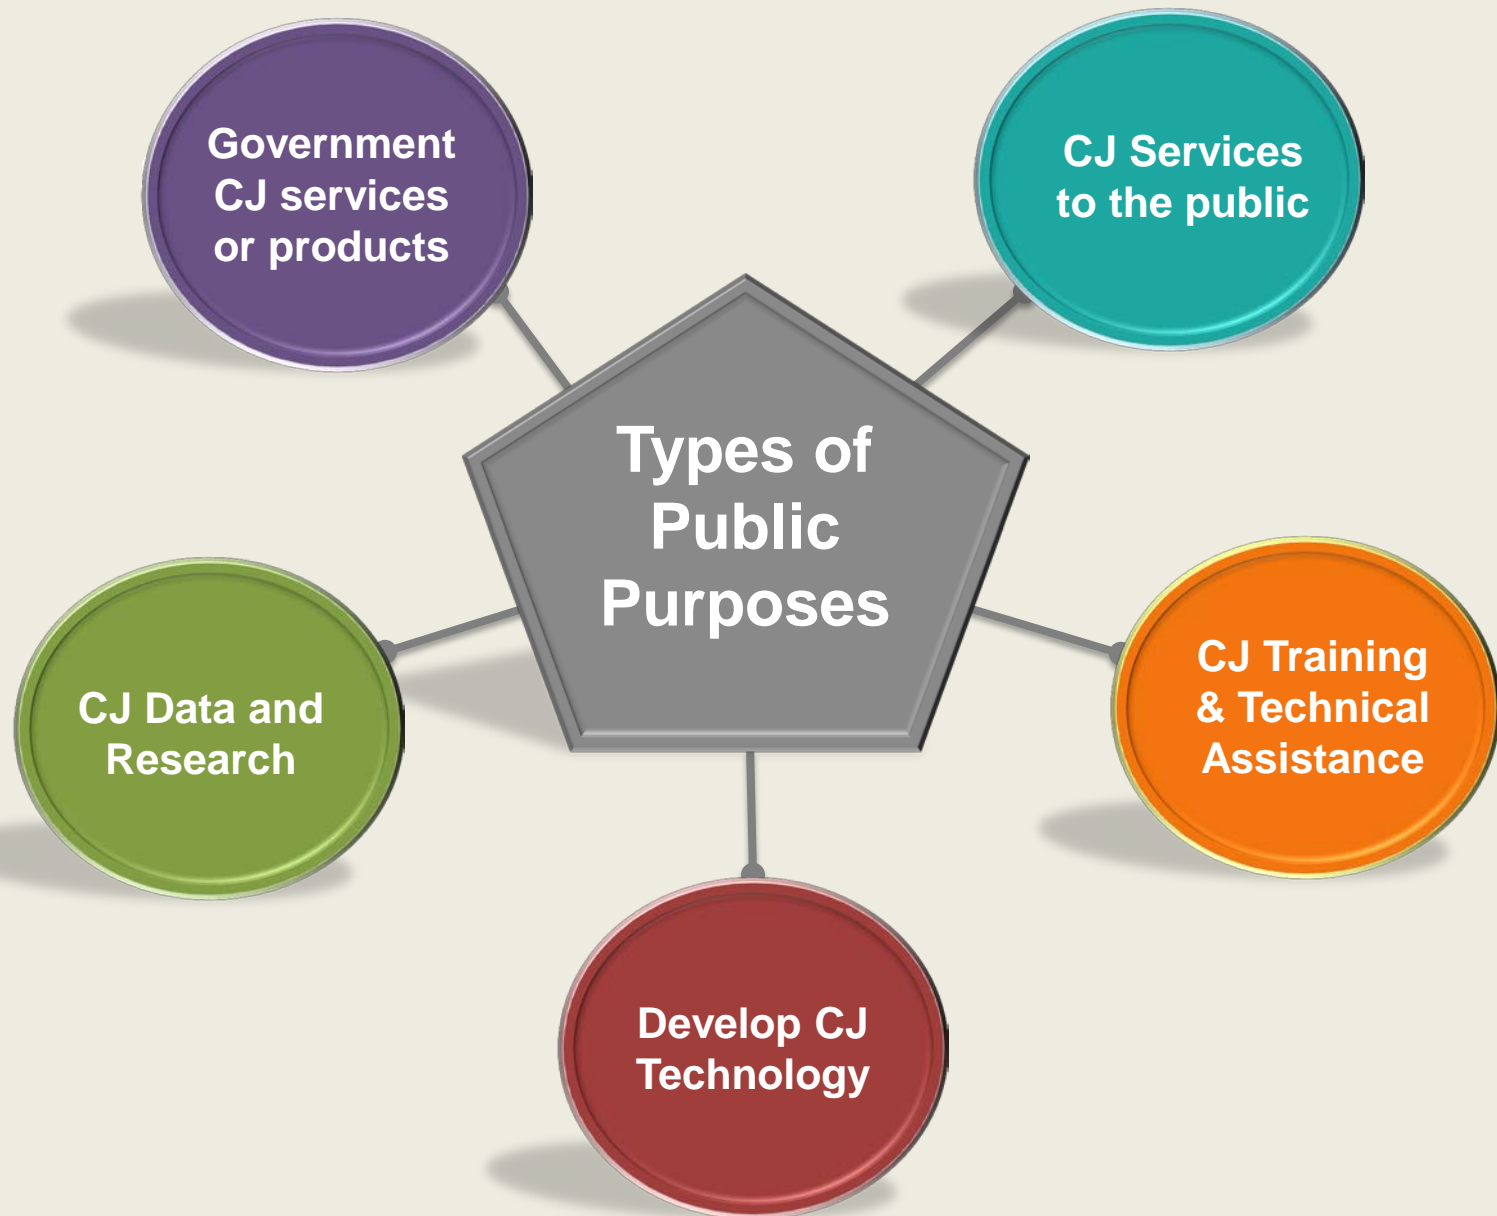 Government
CJ services
or products
CJ Services
to the public
Types of
Public
Purposes
CJ Data and
Research
CJ Training
& Technical
Assistance
Develop CJ
Technology